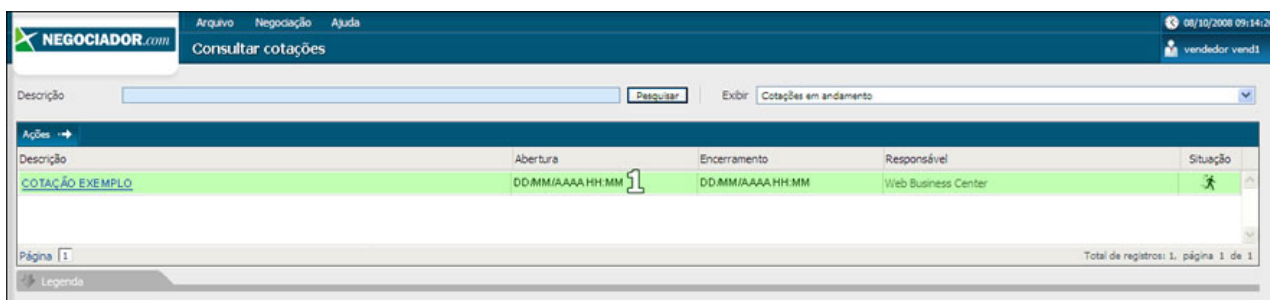 Arquivo Negociação Ajuda
08/10/2008 09:14:2
NEGOCIADOR.com
Consultar cotações
vendedor vend1
Descrição
Pesquisar
Exibir Cotações em andamento
Ações
Descrição Abertura Encerramento Responsável Situação
COTAÇÃO EXEMPLO DD/MM/AAAA HH:MM 1 DD/MM/AAAA HH:MM Web Business Center
Página 1
Total de registros: 1, página 1 de 1
Legenda